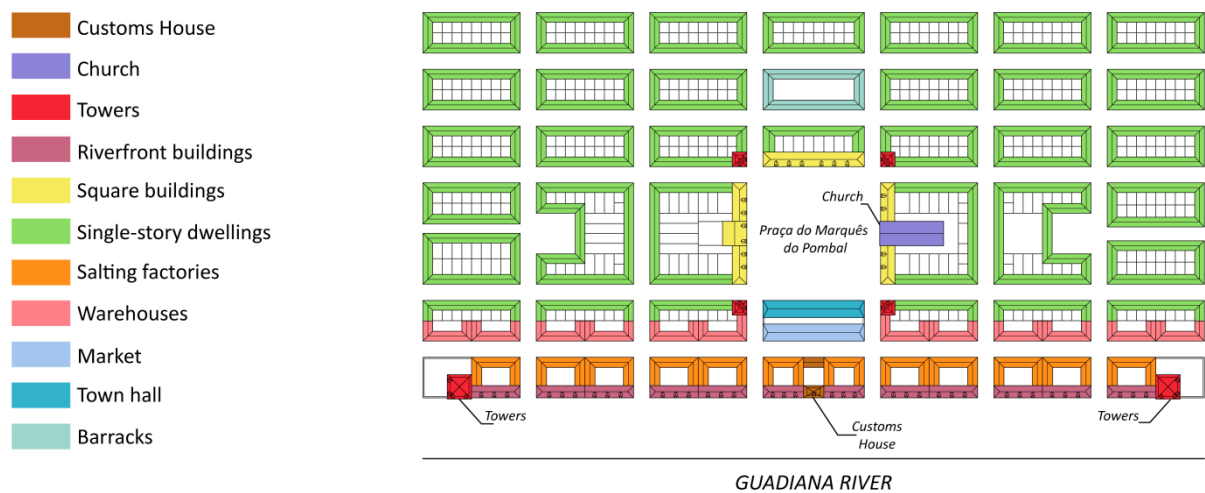 Customs House
Church
Towers
Riverfront buildings
Square buildings
Single-story dwellings
Salting factories
Warehouses
Market
Town hall
Barracks
Church
Praça do Marquês
do Pombal
Towers
Customs
House
Towers
GUADIANA RIVER